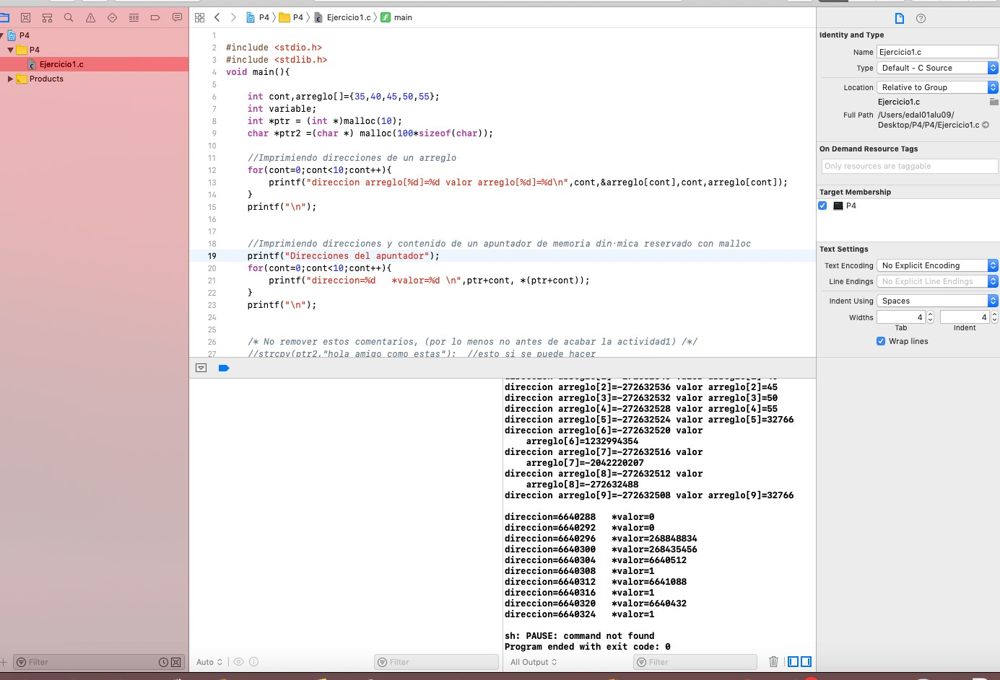 P4 〉 P4 〉 Ejercicio1.c 〉 main
P4
P4
Ejercicio1.c
Products
1
2 #include <stdio.h>
3 #include <stdlib.h>
4 void main(){
5
6 int cont,arreglo[]={35,40,45,50,55};
7 int variable;
8 int *ptr = (int *)malloc(10);
9 char *ptr2 =(char *) malloc(100*sizeof(char));
10
11 //Imprimiendo direcciones de un arreglo
12 for(cont=0;cont<10;cont++){
13 printf("direccion arreglo[%d]=%d valor arreglo[%d]=%d\n",cont,&arreglo[cont],cont,arreglo[cont]);
14 }
15 printf("\n");
16
17
18 //Imprimiendo direcciones y contenido de un apuntador de memoria din·mica reservado con malloc
19 printf("Direcciones del apuntador");
20 for(cont=0;cont<10;cont++){
21 printf("direccion=%d   *valor=%d \n",ptr+cont, *(ptr+cont));
22 }
23 printf("\n");
24
25
26 /* No remover estos comentarios, (por lo menos no antes de acabar la actividad1) /*/
27 //strcpy(ptr2,"hola amigo como estas");  //esto si se puede hacer
direccion arreglo[2]=-272632536 valor arreglo[2]=45
direccion arreglo[3]=-272632532 valor arreglo[3]=50
direccion arreglo[4]=-272632528 valor arreglo[4]=55
direccion arreglo[5]=-272632524 valor arreglo[5]=32766
direccion arreglo[6]=-272632520 valor
arreglo[6]=1232994354
direccion arreglo[7]=-272632516 valor
arreglo[7]=-2042220207
direccion arreglo[8]=-272632512 valor
arreglo[8]=-272632488
direccion arreglo[9]=-272632508 valor arreglo[9]=32766
direccion=6640288   *valor=0
direccion=6640292   *valor=0
direccion=6640296   *valor=268848834
direccion=6640300   *valor=268435456
direccion=6640304   *valor=6640512
direccion=6640308   *valor=1
direccion=6640312   *valor=6641088
direccion=6640316   *valor=1
direccion=6640320   *valor=6640432
direccion=6640324   *valor=1
sh: PAUSE: command not found
Program ended with exit code: 0
Filter
Auto
Filter
All Output
Filter
Identity and Type
Name Ejercicio1.c
Type Default - C Source
Location Relative to Group
Ejercicio1.c
Full Path /Users/edal01alu09/
Desktop/P4/P4/Ejercicio1.c
On Demand Resource Tags
Only resources are taggable
Target Membership
P4
Text Settings
Text Encoding No Explicit Encoding
Line Endings No Explicit Line Endings
Indent Using Spaces
Widths 4 4
Tab Indent
Wrap lines